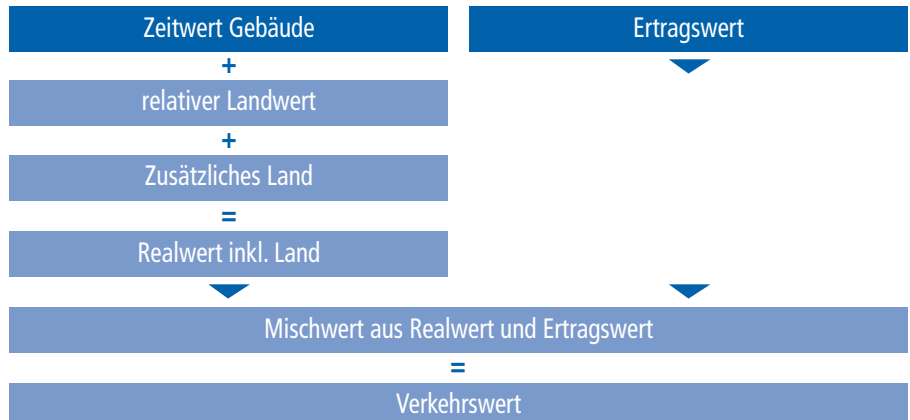 Zeitwert Gebäude
Ertragswert
+
relativer Landwert
+
Zusätzliches Land
=
Realwert inkl. Land
Mischwert aus Realwert und Ertragswert
=
Verkehrswert